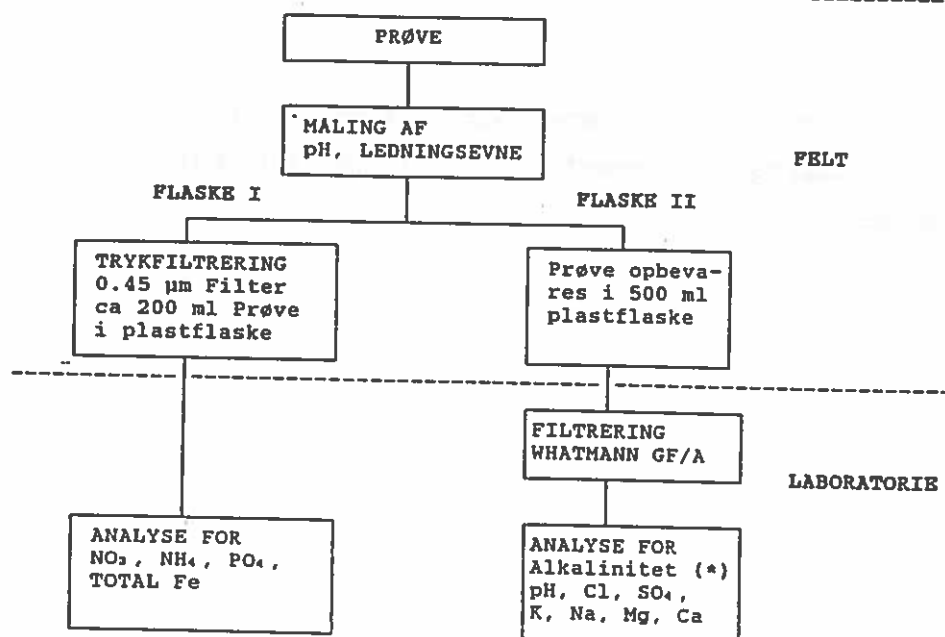 PRØVE
MÅLING AF
pH, LEDNINGSEVNE
FELT
FLASKE I
FLASKE II
TRYKFILTRERING
0.45 µm Filter
ca 200 ml Prøve
i plastflaske
Prøve opbeva-
res i 500 ml
plastflaske
FILTRERING
WHATMANN GF/A
LABORATORIE
ANALYSE FOR
NO₃, NH₄, PO₄,
TOTAL Fe
ANALYSE FOR
Alkalinitet (*)
pH, Cl, SO₄,
K, Na, Mg, Ca